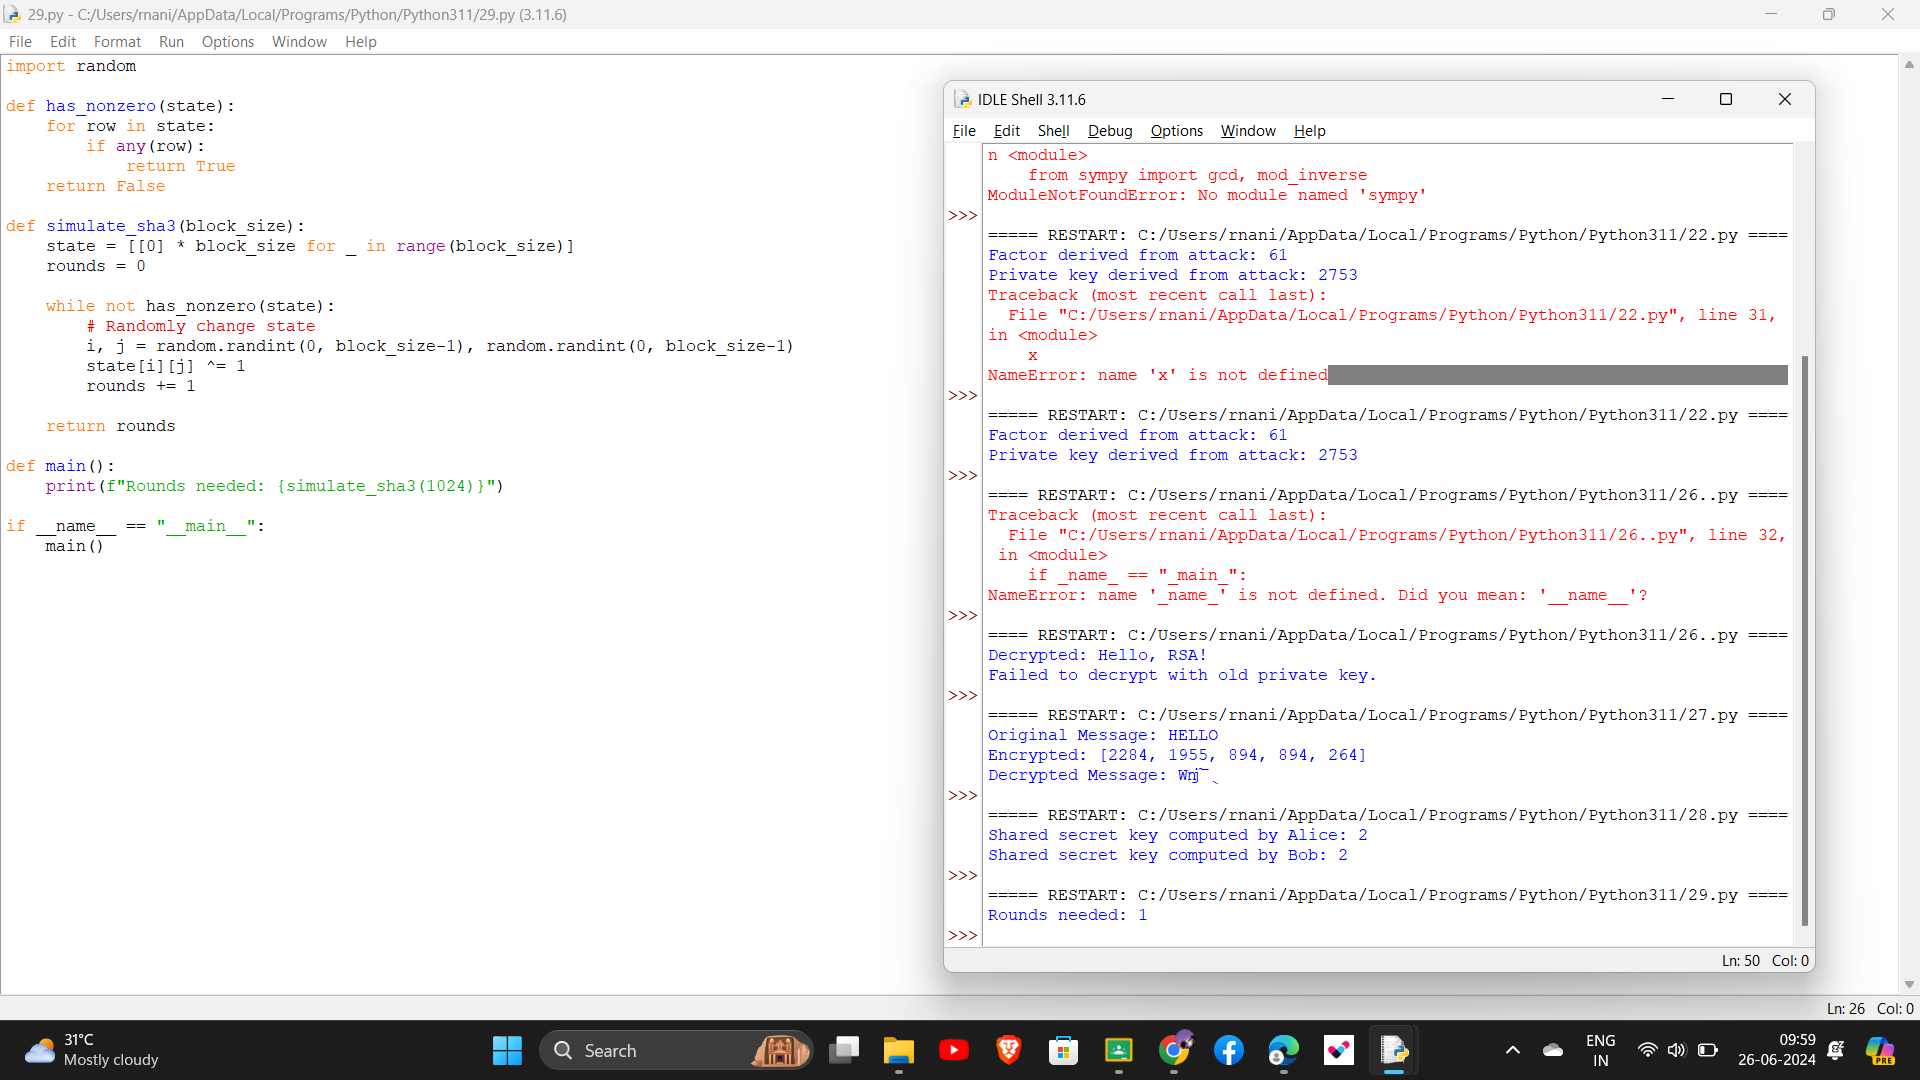 29.py - C:/Users/rnani/AppData/Local/Programs/Python/Python311/29.py (3.11.6)
File Edit Format Run Options Window Help
import random
def has_nonzero(state):
    for row in state:
        if any(row):
            return True
    return False
def simulate_sha3(block_size):
    state = [[0] * block_size for _ in range(block_size)]
    rounds = 0
    while not has_nonzero(state):
        # Randomly change state
        i, j = random.randint(0, block_size-1), random.randint(0, block_size-1)
        state[i][j] ^= 1
        rounds += 1
    return rounds
def main():
    print(f"Rounds needed: {simulate_sha3(1024)}")
if __name__ == "__main__":
    main()
Ln: 26 Col: 0
IDLE Shell 3.11.6
File Edit Shell Debug Options Window Help
n <module>
    from sympy import gcd, mod_inverse
ModuleNotFoundError: No module named 'sympy'
>>>
===== RESTART: C:/Users/rnani/AppData/Local/Programs/Python/Python311/22.py ====
Factor derived from attack: 61
Private key derived from attack: 2753
Traceback (most recent call last):
  File "C:/Users/rnani/AppData/Local/Programs/Python/Python311/22.py", line 31,
in <module>
    x
NameError: name 'x' is not defined
>>>
===== RESTART: C:/Users/rnani/AppData/Local/Programs/Python/Python311/22.py ====
Factor derived from attack: 61
Private key derived from attack: 2753
>>>
==== RESTART: C:/Users/rnani/AppData/Local/Programs/Python/Python311/26..py ====
Traceback (most recent call last):
  File "C:/Users/rnani/AppData/Local/Programs/Python/Python311/26..py", line 32,
 in <module>
    if _name_ == "_main_":
NameError: name '_name_' is not defined. Did you mean: '__name__'?
>>>
==== RESTART: C:/Users/rnani/AppData/Local/Programs/Python/Python311/26..py ====
Decrypted: Hello, RSA!
Failed to decrypt with old private key.
>>>
===== RESTART: C:/Users/rnani/AppData/Local/Programs/Python/Python311/27.py ====
Original Message: HELLO
Encrypted: [2284, 1955, 894, 894, 264]
Decrypted Message:
>>>
===== RESTART: C:/Users/rnani/AppData/Local/Programs/Python/Python311/28.py ====
Shared secret key computed by Alice: 2
Shared secret key computed by Bob: 2
>>>
===== RESTART: C:/Users/rnani/AppData/Local/Programs/Python/Python311/29.py ====
Rounds needed: 1
>>>
Ln: 50 Col: 0
31°C
Mostly cloudy
Search
ENG
IN
09:59
26-06-2024
PRE